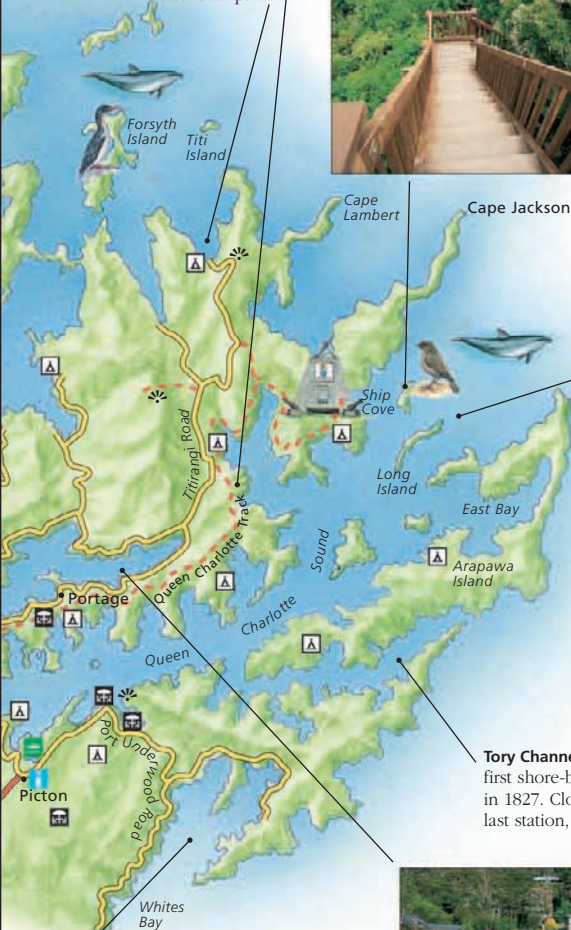 Forsyth
Island
Titi
Island
Cape
Lambert
Cape Jackson
Ship
Cove
Titirangi Road
Long
Island
East Bay
Queen Charlotte Track
Sound
Arapawa
Island
Portage
Charlotte
Queen
Port Underwood Road
Tory Channe
first shore-b
in 1827. Clo
last station,
Picton
Whites
Bay